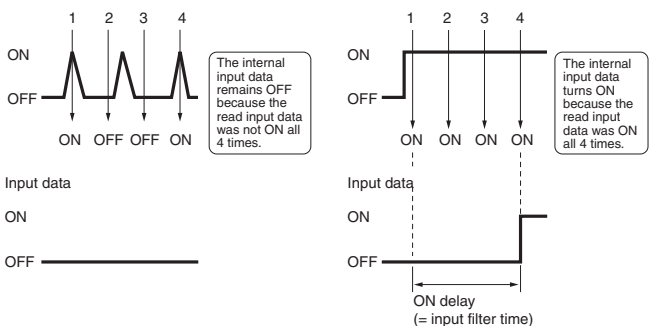 1 2 3 4
ON
OFF
The internal
input data
remains OFF
because the
read input data
was not ON all
4 times.
ON OFF OFF ON
Input data
ON
OFF
1 2 3 4
ON
OFF
The internal
input data
turns ON
because the
read input
data was ON
all 4 times.
ON ON ON ON
Input data
ON
OFF
ON delay
(= input filter time)